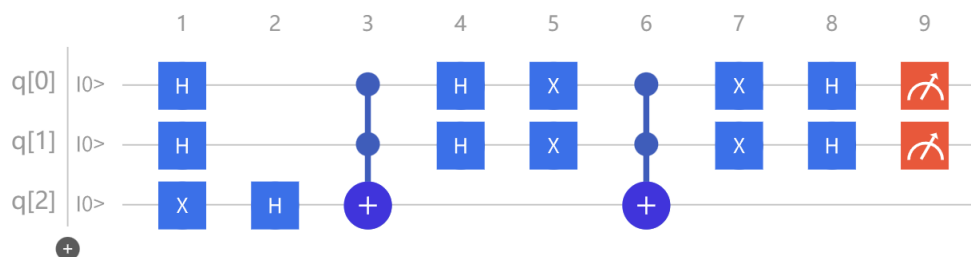 1 2 3 4 5 6 7 8 9
q[0] |0> H H X X H
q[1] |0> H H X X H
q[2] |0> X H + +
+